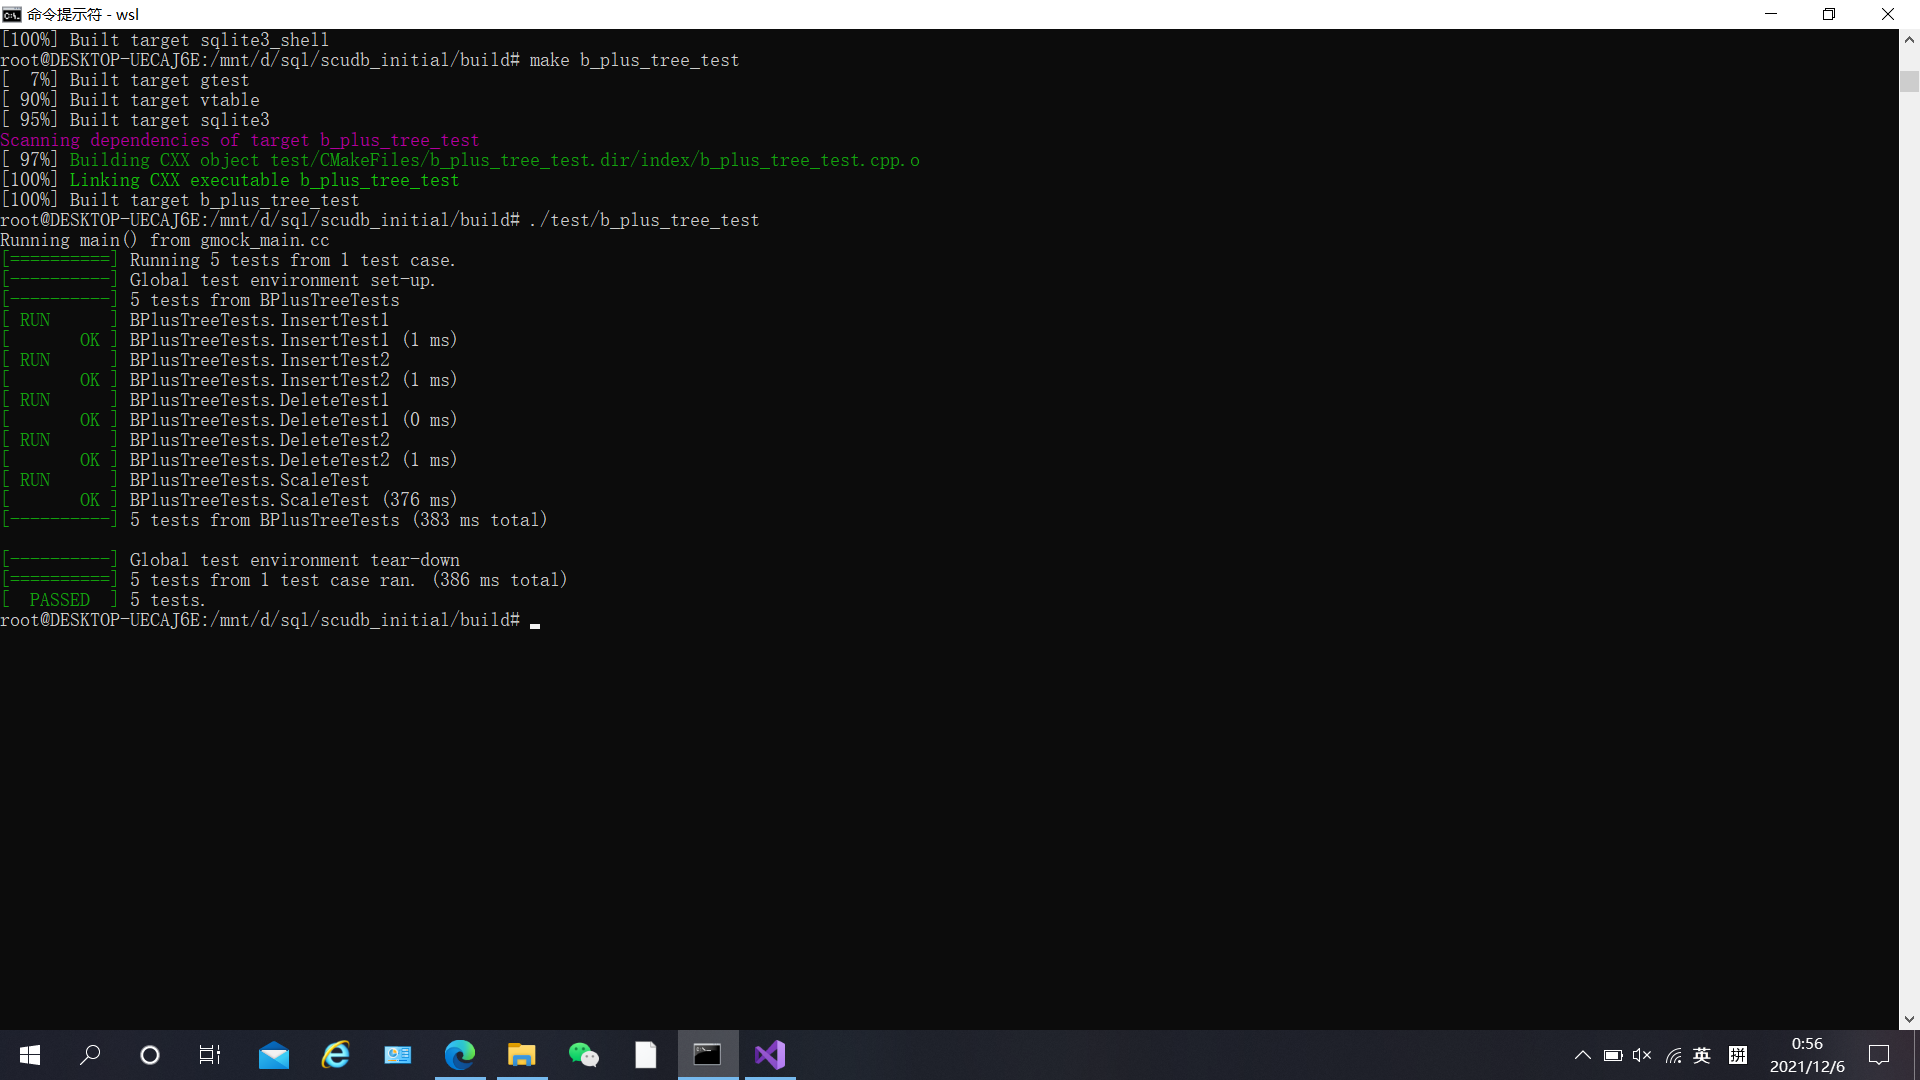 命令提示符 - wsl
[100%] Built target sqlite3_shell
root@DESKTOP-UECAJ6E:/mnt/d/sql/scudb_initial/build# make b_plus_tree_test
[  7%] Built target gtest
[ 90%] Built target vtable
[ 95%] Built target sqlite3
Scanning dependencies of target b_plus_tree_test
[ 97%] Building CXX object test/CMakeFiles/b_plus_tree_test.dir/index/b_plus_tree_test.cpp.o
[100%] Linking CXX executable b_plus_tree_test
[100%] Built target b_plus_tree_test
root@DESKTOP-UECAJ6E:/mnt/d/sql/scudb_initial/build# ./test/b_plus_tree_test
Running main() from gmock_main.cc
[==========] Running 5 tests from 1 test case.
[----------] Global test environment set-up.
[----------] 5 tests from BPlusTreeTests
[ RUN      ] BPlusTreeTests.InsertTest1
[       OK ] BPlusTreeTests.InsertTest1 (1 ms)
[ RUN      ] BPlusTreeTests.InsertTest2
[       OK ] BPlusTreeTests.InsertTest2 (1 ms)
[ RUN      ] BPlusTreeTests.DeleteTest1
[       OK ] BPlusTreeTests.DeleteTest1 (0 ms)
[ RUN      ] BPlusTreeTests.DeleteTest2
[       OK ] BPlusTreeTests.DeleteTest2 (1 ms)
[ RUN      ] BPlusTreeTests.ScaleTest
[       OK ] BPlusTreeTests.ScaleTest (376 ms)
[----------] 5 tests from BPlusTreeTests (383 ms total)
[----------] Global test environment tear-down
[==========] 5 tests from 1 test case ran. (386 ms total)
[  PASSED  ] 5 tests.
root@DESKTOP-UECAJ6E:/mnt/d/sql/scudb_initial/build#
英
拼
0:56
2021/12/6